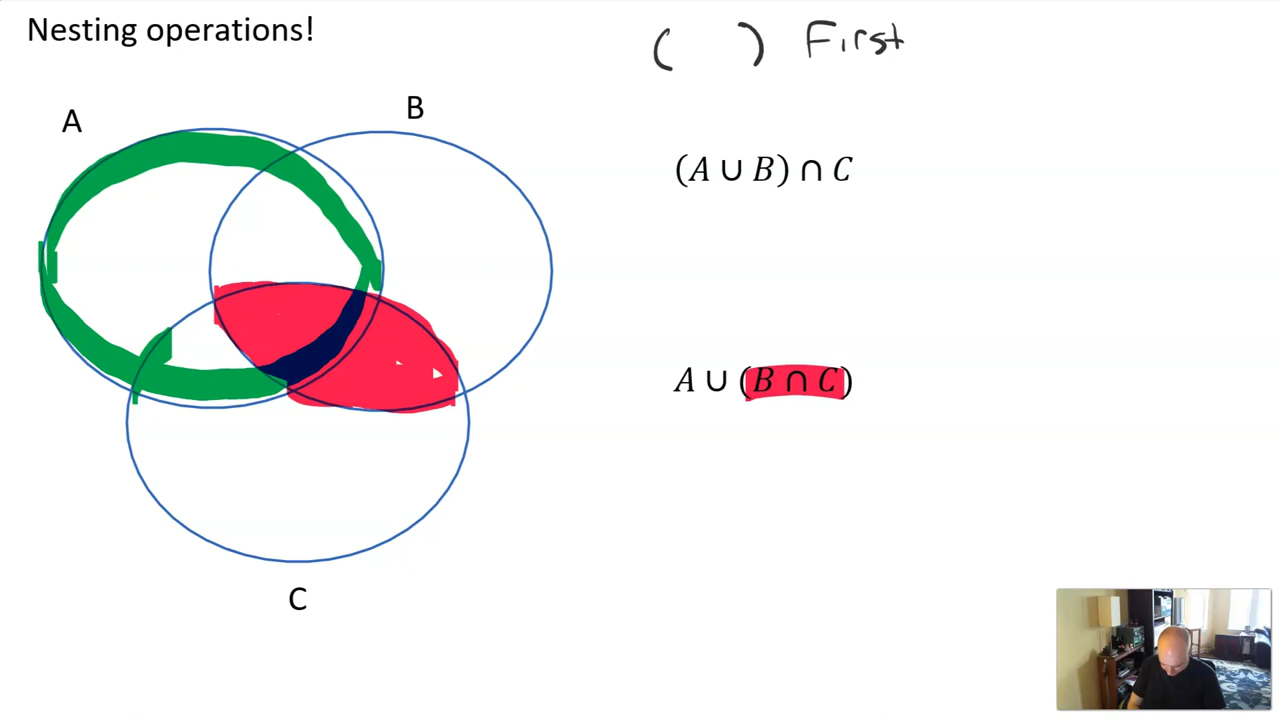 Nesting operations!
( ) First
A
B
(A ∪ B) ∩ C
A ∪ (B ∩ C)
C